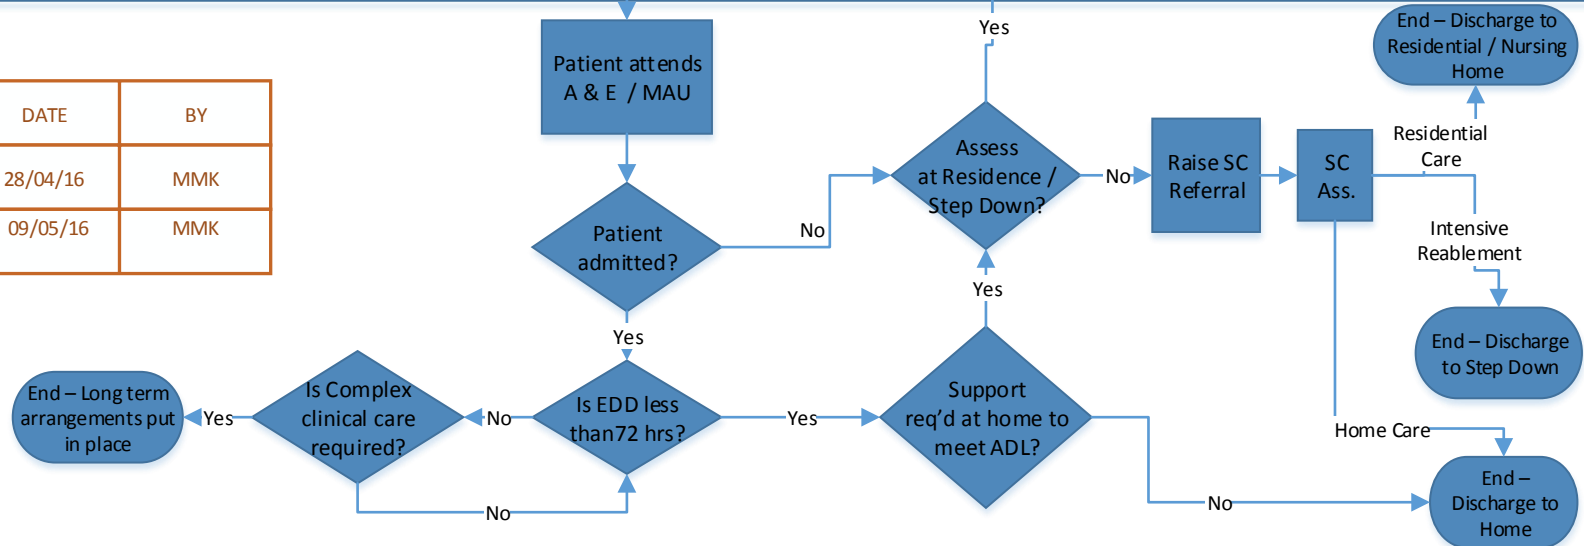 DATE
BY
28/04/16
MMK
09/05/16
MMK
Patient attends
A & E / MAU
Patient
admitted?
No
Yes
Is EDD less
than72 hrs?
No
Is Complex
clinical care
required?
Yes
End – Long term
arrangements put
in place
No
Yes
Support
req'd at home to
meet ADL?
Yes
No
Assess
at Residence /
Step Down?
Yes
No
Raise SC
Referral
SC
Ass.
Residential
Care
End – Discharge to
Residential / Nursing
Home
Intensive
Reablement
End – Discharge
to Step Down
Home Care
End –
Discharge to
Home